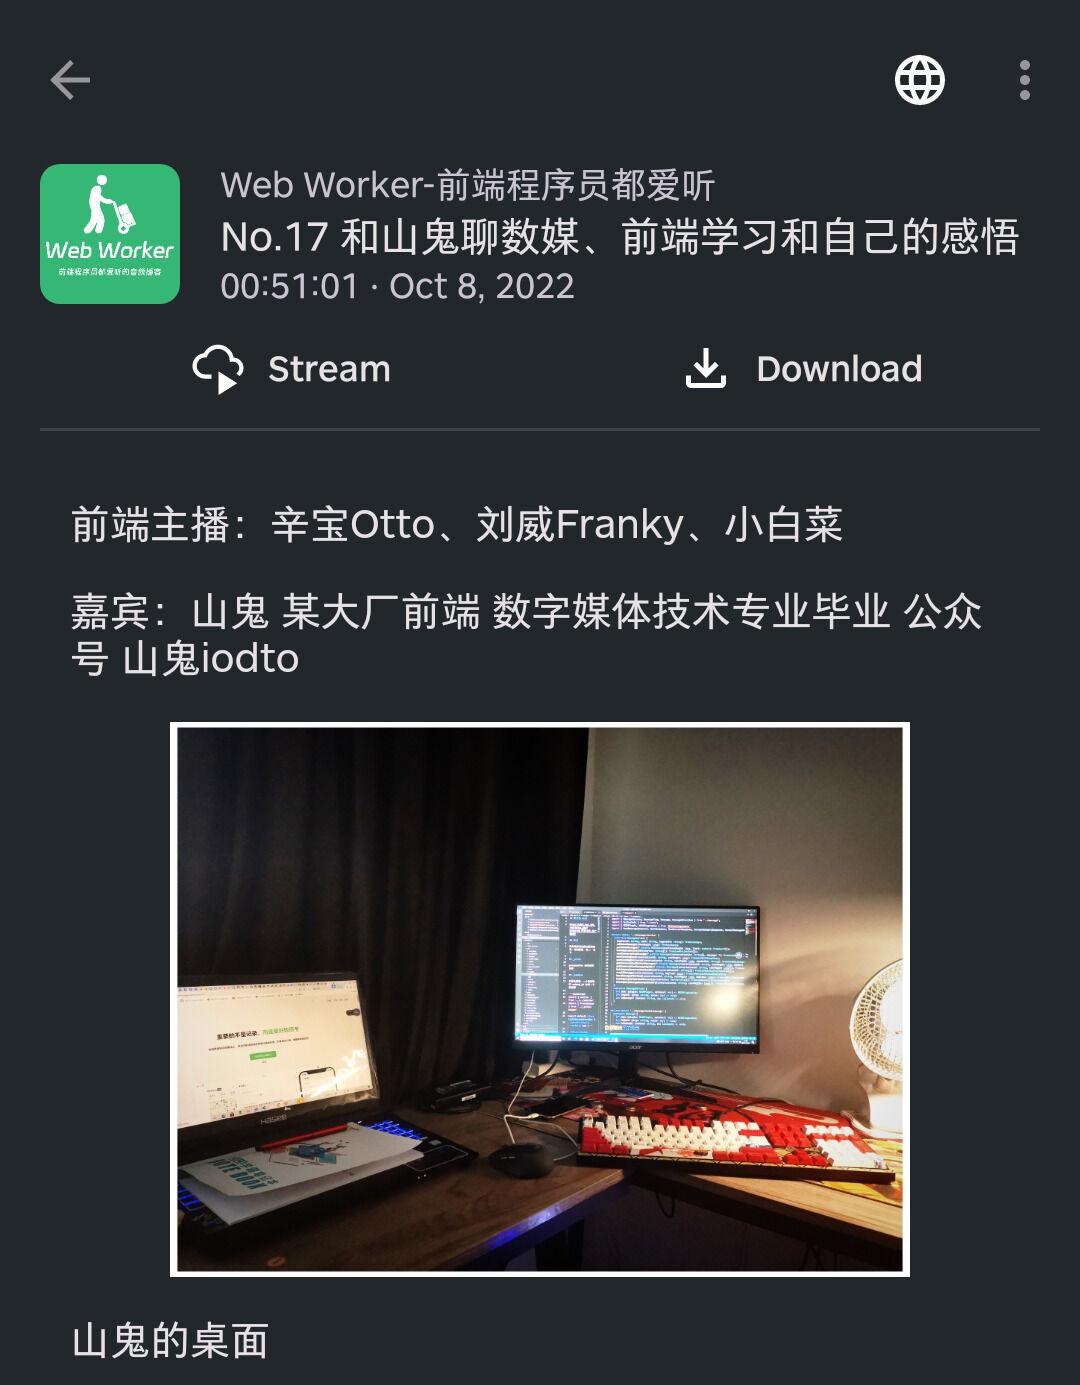 Web Worker
前端程序员都爱听的音频播客
Web Worker-前端程序员都爱听
No.17 和山鬼聊数媒、前端学习和自己的感悟
00:51:01 · Oct 8, 2022
Stream
Download
前端主播：辛宝Otto、刘威Franky、小白菜
嘉宾：山鬼 某大厂前端 数字媒体技术专业毕业 公众
号 山鬼iodto
acer
HASEE
NOTE BOOK
山鬼的桌面